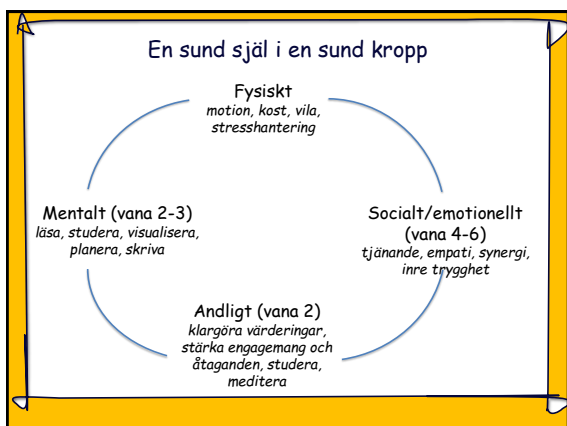 En sund själ i en sund kropp
Fysiskt
motion, kost, vila,
stresshantering
Mentalt (vana 2-3)
läsa, studera, visualisera,
planera, skriva
Socialt/emotionellt
(vana 4-6)
tjänande, empati, synergi,
inre trygghet
Andligt (vana 2)
klargöra värderingar,
stärka engagemang och
åtaganden, studera,
meditera